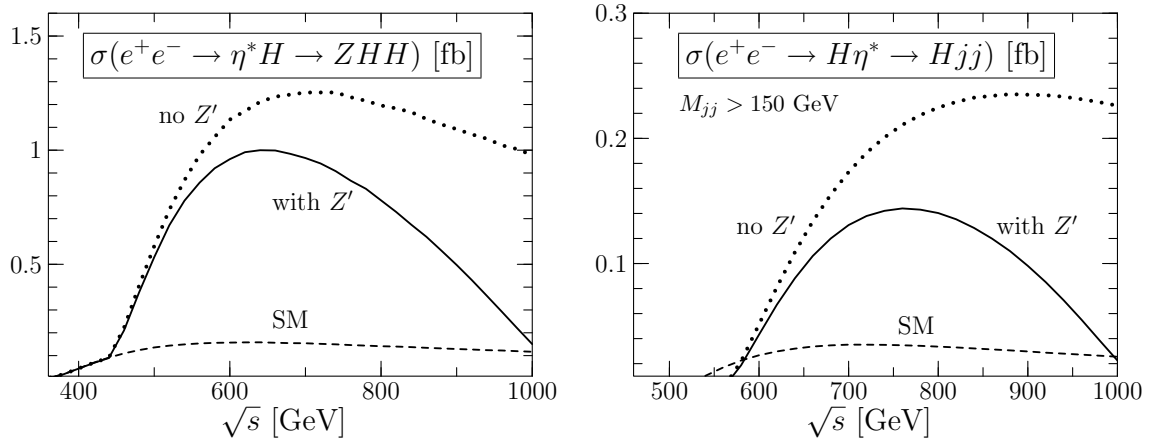 σ(e⁺e⁻ → η*H → ZHH) [fb]
no Z′
with Z′
SM
1.5
1
0.5
400
600
800
1000
√s [GeV]
σ(e⁺e⁻ → Hη* → Hjj) [fb]
M_jj > 150 GeV
no Z′
with Z′
SM
0.3
0.2
0.1
500
600
700
800
900
1000
√s [GeV]